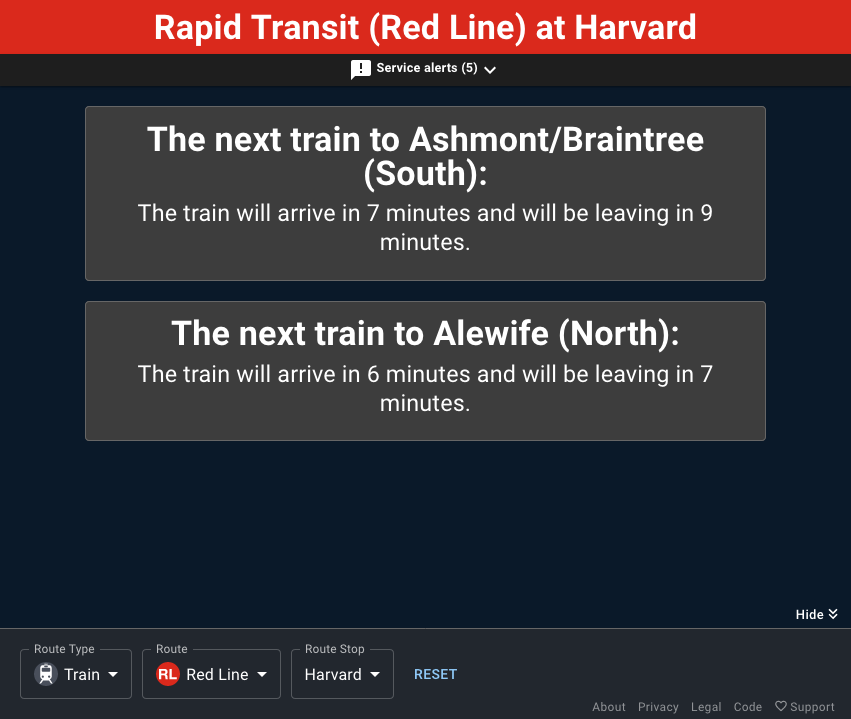 Rapid Transit (Red Line) at Harvard
Service alerts (5)
The next train to Ashmont/Braintree
(South):
The train will arrive in 7 minutes and will be leaving in 9
minutes.
The next train to Alewife (North):
The train will arrive in 6 minutes and will be leaving in 7
minutes.
Hide
Route Type
Route
Route Stop
Train
RL Red Line
Harvard
RESET
About Privacy Legal Code Support